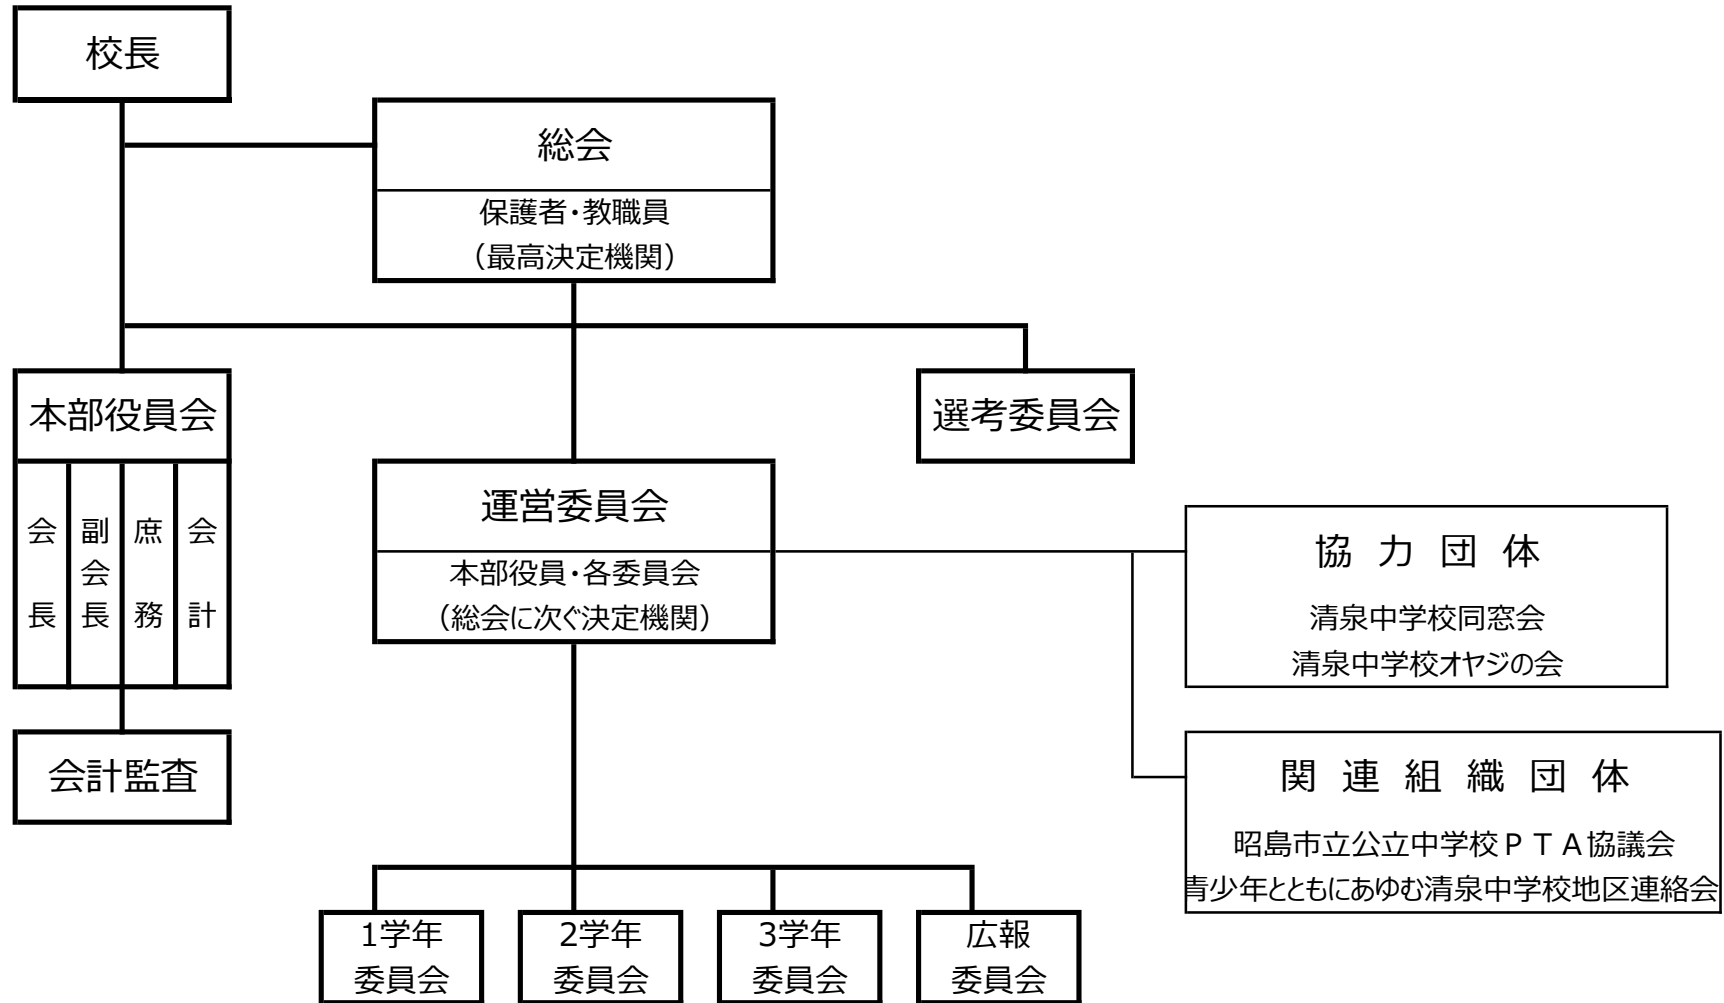 校長
総会
保護者・教職員
（最高決定機関）
本部役員会
会長
副会長
庶務
会計
選考委員会
運営委員会
本部役員・各委員会
（総会に次ぐ決定機関）
協力団体
清泉中学校同窓会
清泉中学校オヤジの会
会計監査
関連組織団体
昭島市立公立中学校ＰＴＡ協議会
青少年とともにあゆむ清泉中学校地区連絡会
1学年
委員会
2学年
委員会
3学年
委員会
広報
委員会